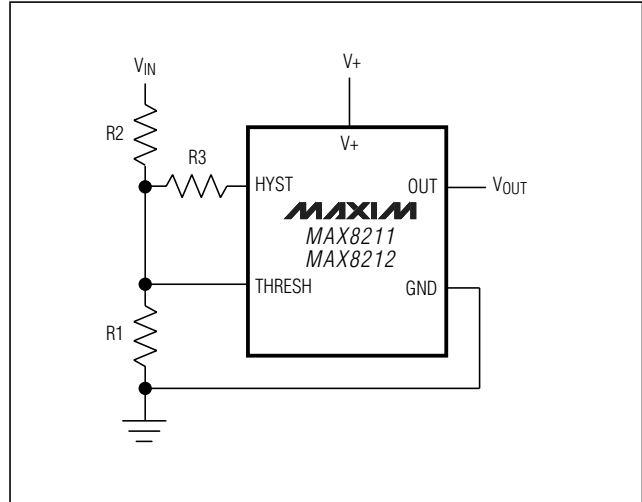 VIN
V+
R2
R3
V+
HYST
OUT
VOUT
MAXIM
MAX8211
MAX8212
THRESH
GND
R1